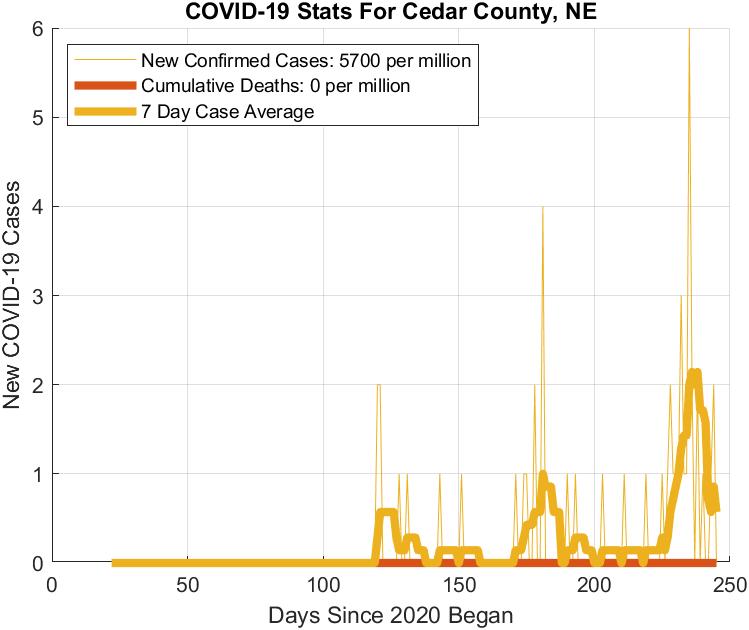 COVID-19 Stats For Cedar County, NE
New Confirmed Cases: 5700 per million
Cumulative Deaths: 0 per million
7 Day Case Average
New COVID-19 Cases
6
5
4
3
2
1
0
0 50 100 150 200 250
Days Since 2020 Began